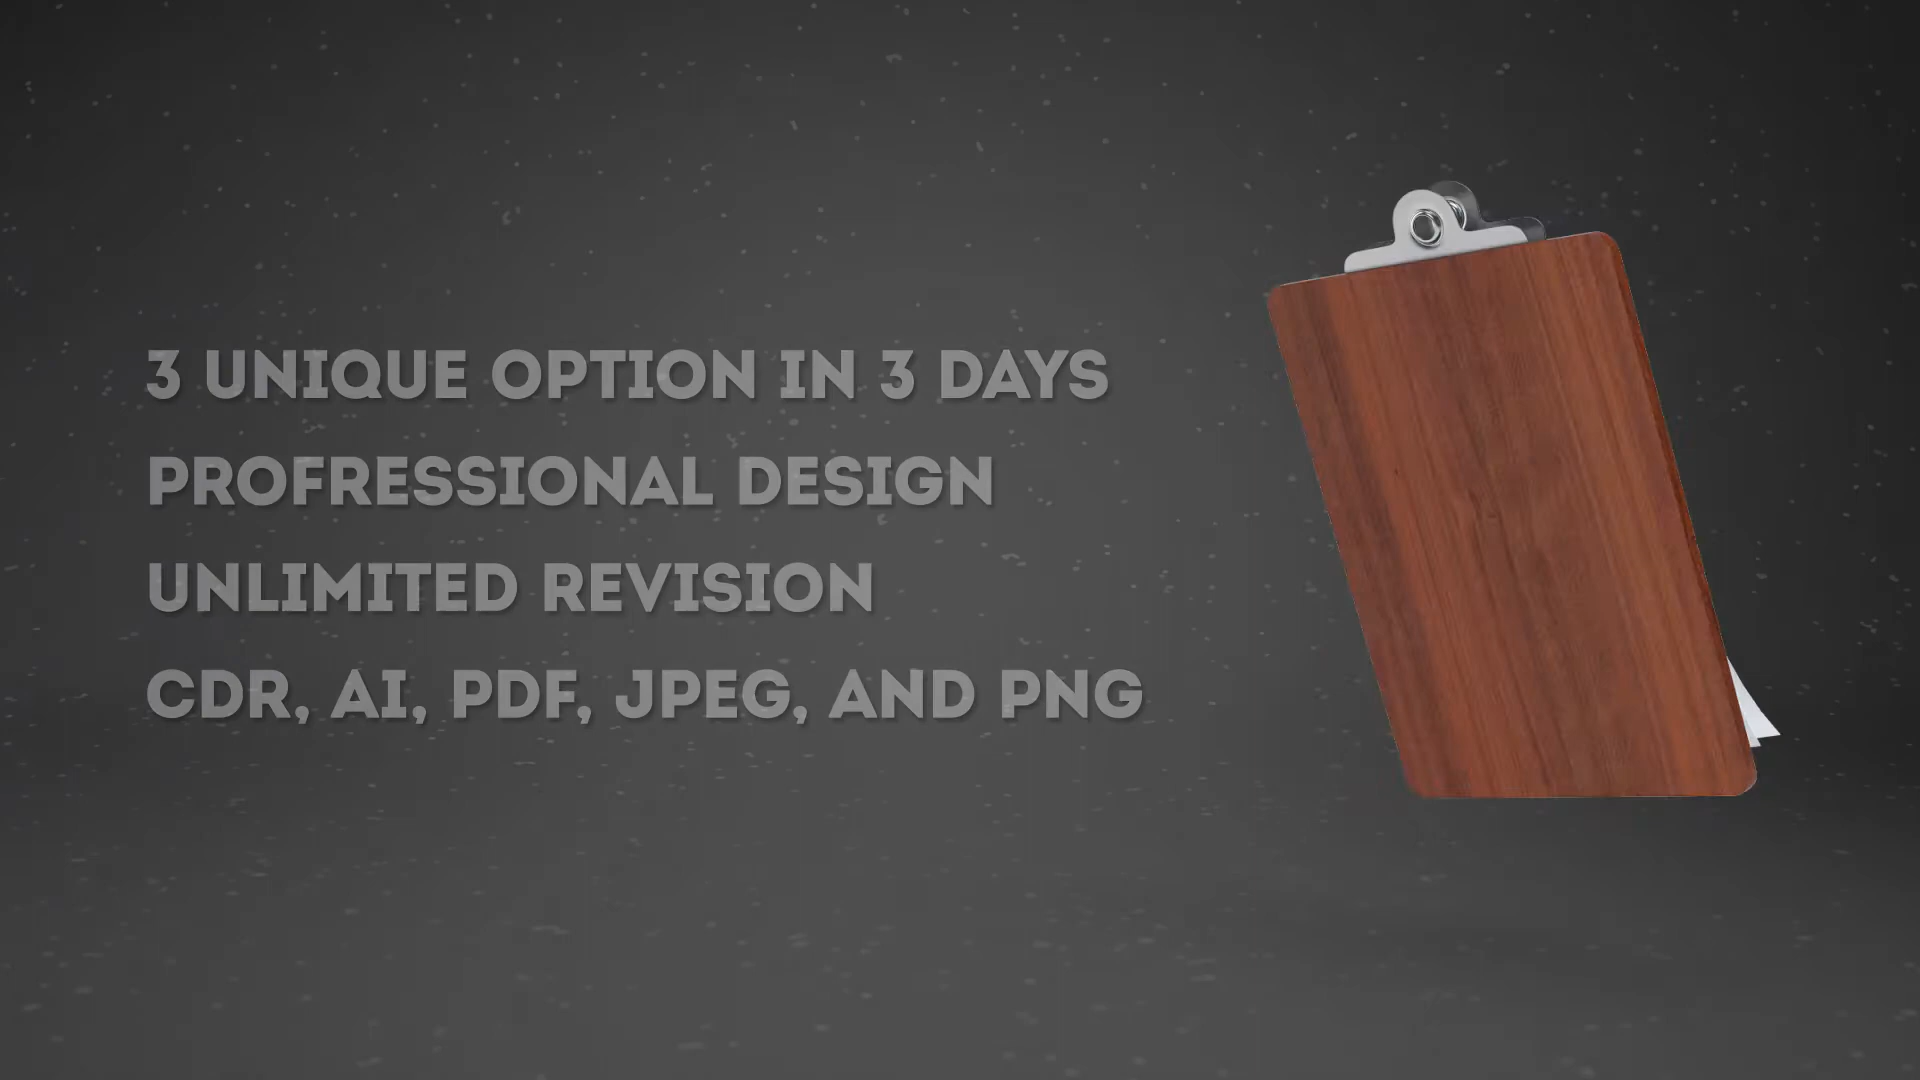 3 UNIQUE OPTION IN 3 DAYS
PROFRESSIONAL DESIGN
UNLIMITED REVISION
CDR, AI, PDF, JPEG, AND PNG